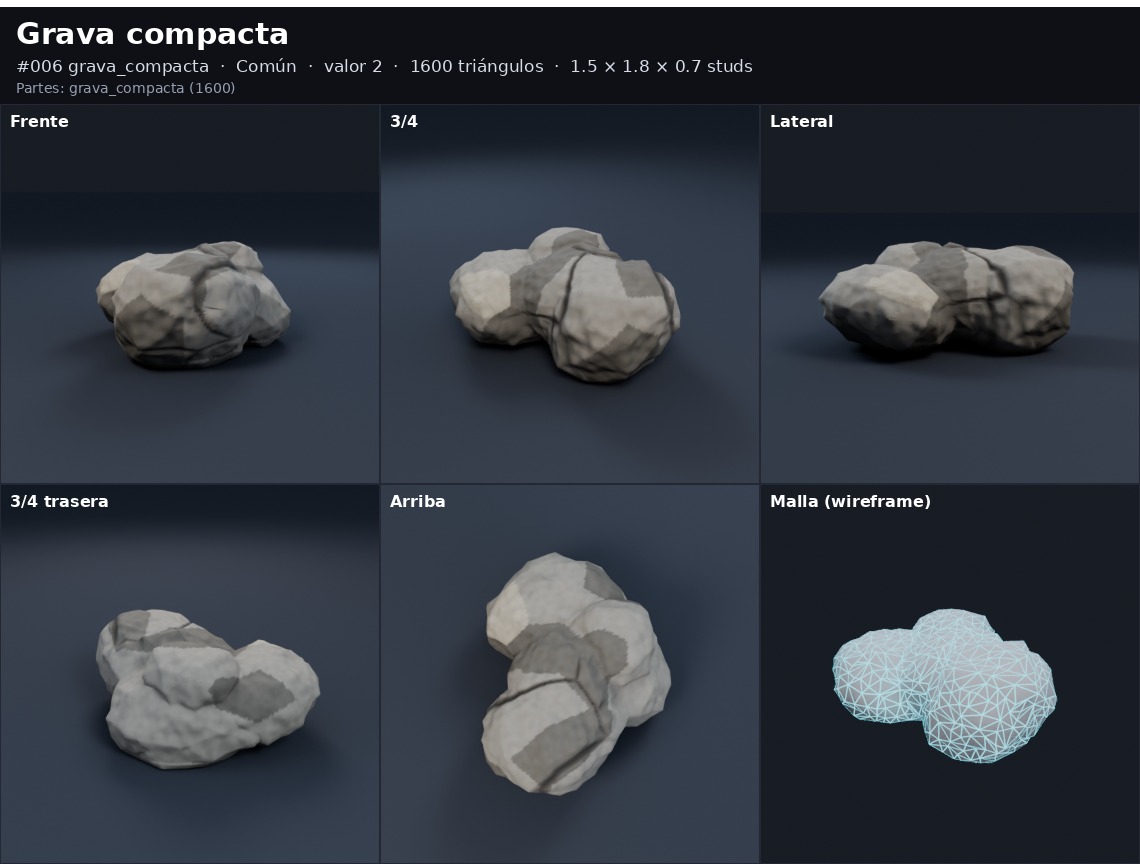 Grava compacta
#006 grava_compacta · Común · valor 2 · 1600 triángulos · 1.5 × 1.8 × 0.7 studs
Partes: grava_compacta (1600)
Frente
3/4
Lateral
3/4 trasera
Arriba
Malla (wireframe)